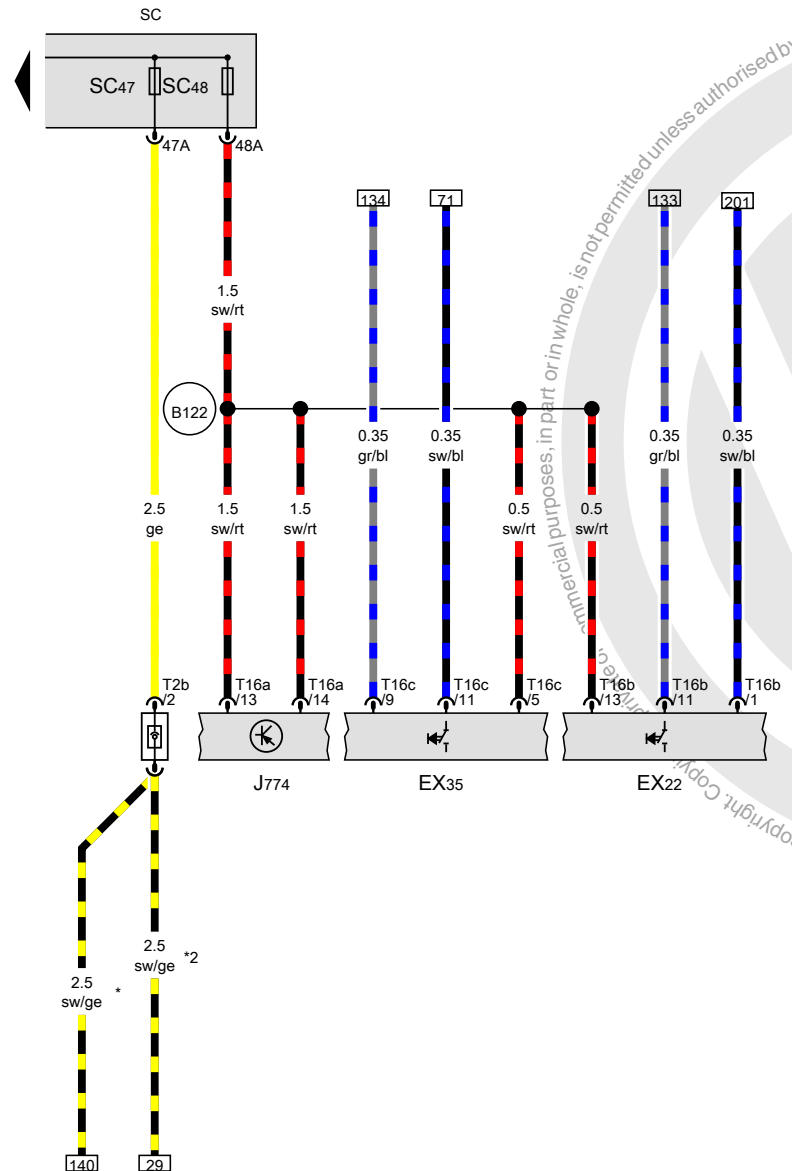 SC
SC47 SC48
47A 48A
134 71 133 201
1.5
sw/rt
B122
0.35 0.35 0.35 0.35
gr/bl sw/bl gr/bl sw/bl
2.5 1.5 1.5 0.5 0.5
ge sw/rt sw/rt sw/rt sw/rt
T2b T16a T16a T16c T16c T16c T16b T16b T16b
/2 /13 /14 /9 /11 /5 /13 /11 /1
J774 EX35 EX22
2.5
sw/ge *2
2.5
sw/ge *
140 29
mmercial purposes, in part or in whole, is not permitted unless authorised by
private o
opyright. Copyri